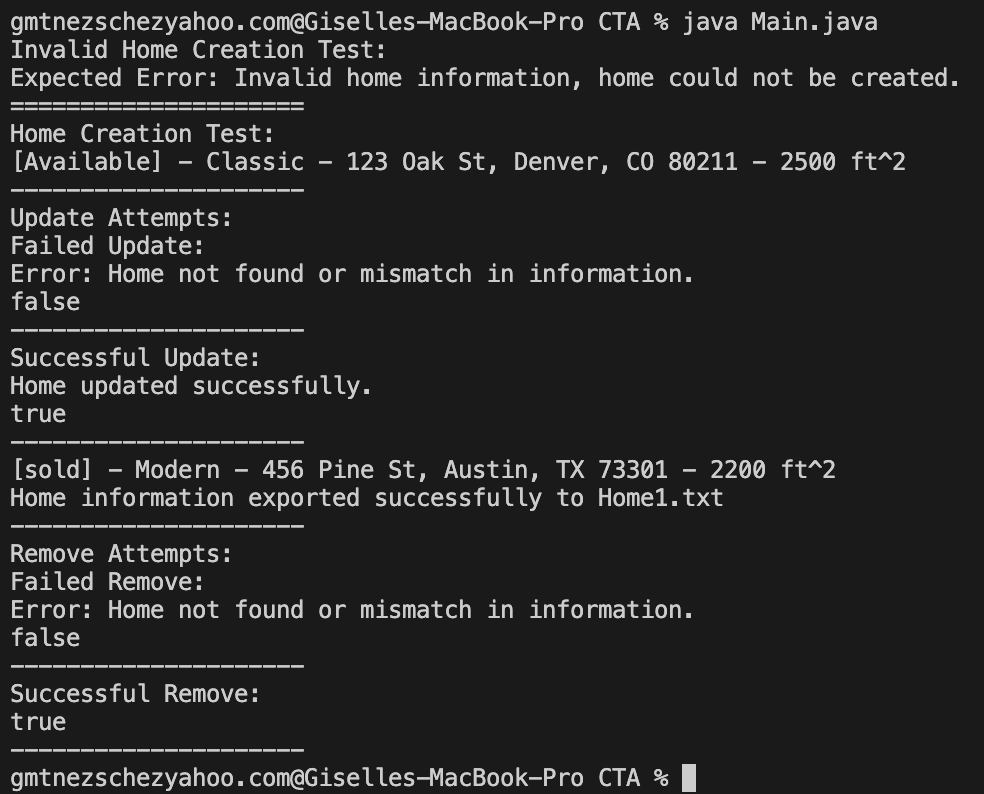 gmtnezschezyahoo.com@Giselles-MacBook-Pro CTA % java Main.java
Invalid Home Creation Test:
Expected Error: Invalid home information, home could not be created.
=====================
Home Creation Test:
[Available] - Classic - 123 Oak St, Denver, CO 80211 - 2500 ft^2
---------------------
Update Attempts:
Failed Update:
Error: Home not found or mismatch in information.
false
---------------------
Successful Update:
Home updated successfully.
true
---------------------
[sold] - Modern - 456 Pine St, Austin, TX 73301 - 2200 ft^2
Home information exported successfully to Home1.txt
---------------------
Remove Attempts:
Failed Remove:
Error: Home not found or mismatch in information.
false
---------------------
Successful Remove:
true
---------------------
gmtnezschezyahoo.com@Giselles-MacBook-Pro CTA %